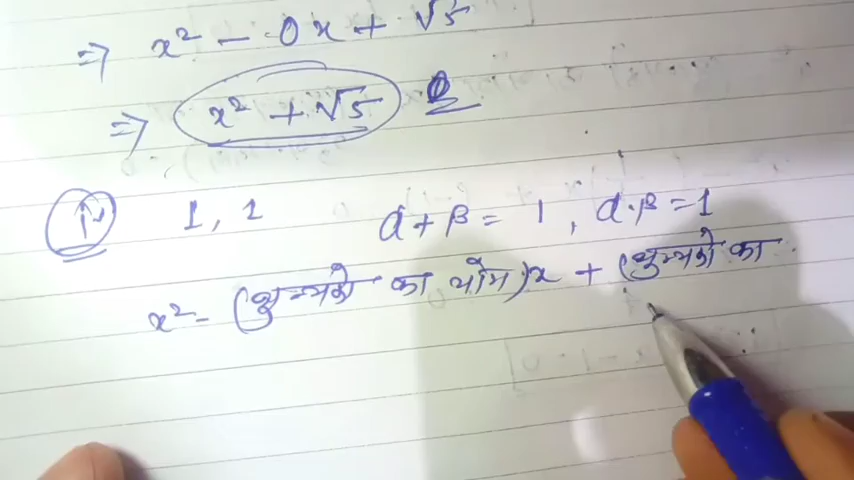 ⇒ x² - 0x + √5
⇒ x² + √5
1, 1 α + β = 1, α·β = 1
x² - (शुन्यको का योग)x + (शुन्यको का